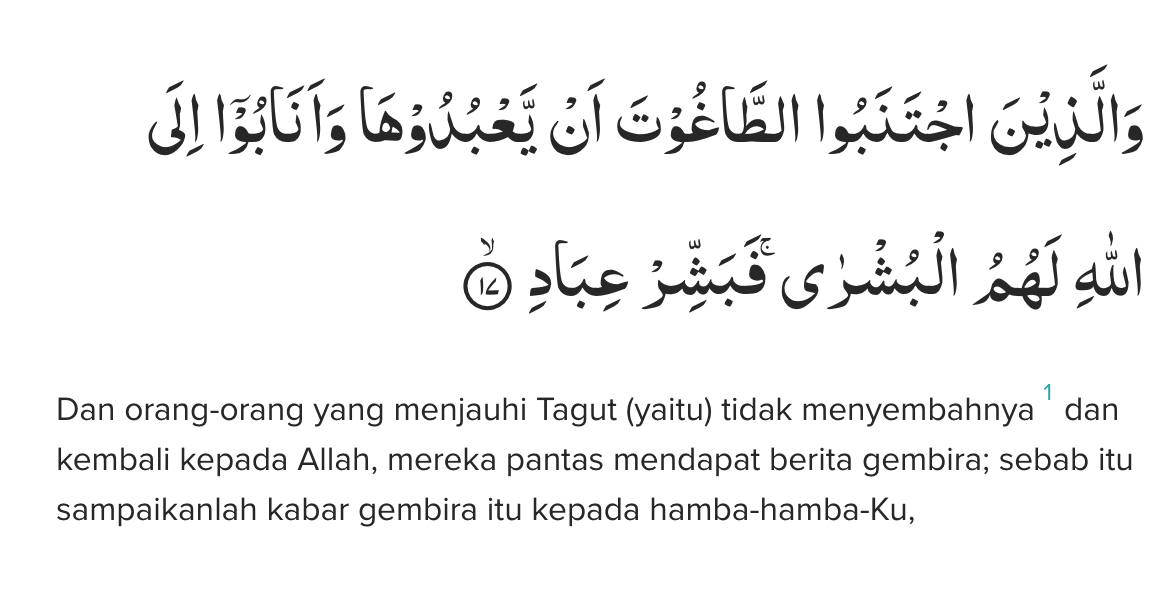 وَالَّذِيْنَ اجْتَنَبُوا الطَّاغُوْتَ اَنْ يَّعْبُدُوْهَا وَاَنَابُوْٓا اِلَى
اللّٰهِ لَهُمُ الْبُشْرٰىۚ فَبَشِّرْ عِبَادِۙ ١٧
Dan orang-orang yang menjauhi Tagut (yaitu) tidak menyembahnya 1 dan
kembali kepada Allah, mereka pantas mendapat berita gembira; sebab itu
sampaikanlah kabar gembira itu kepada hamba-hamba-Ku,